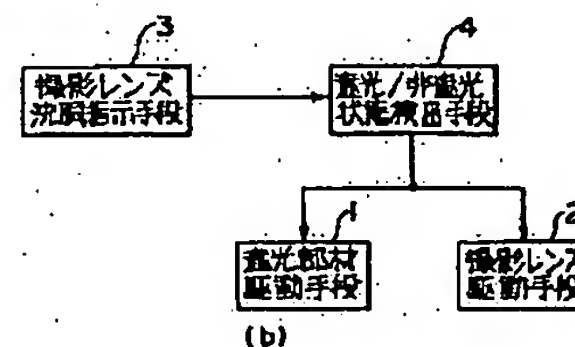 3
撮影レンズ
沈胴指示手段
4
遮光/非遮光
状態検出手段
1
遮光部材
駆動手段
2
撮影レンズ
駆動手段
(b)